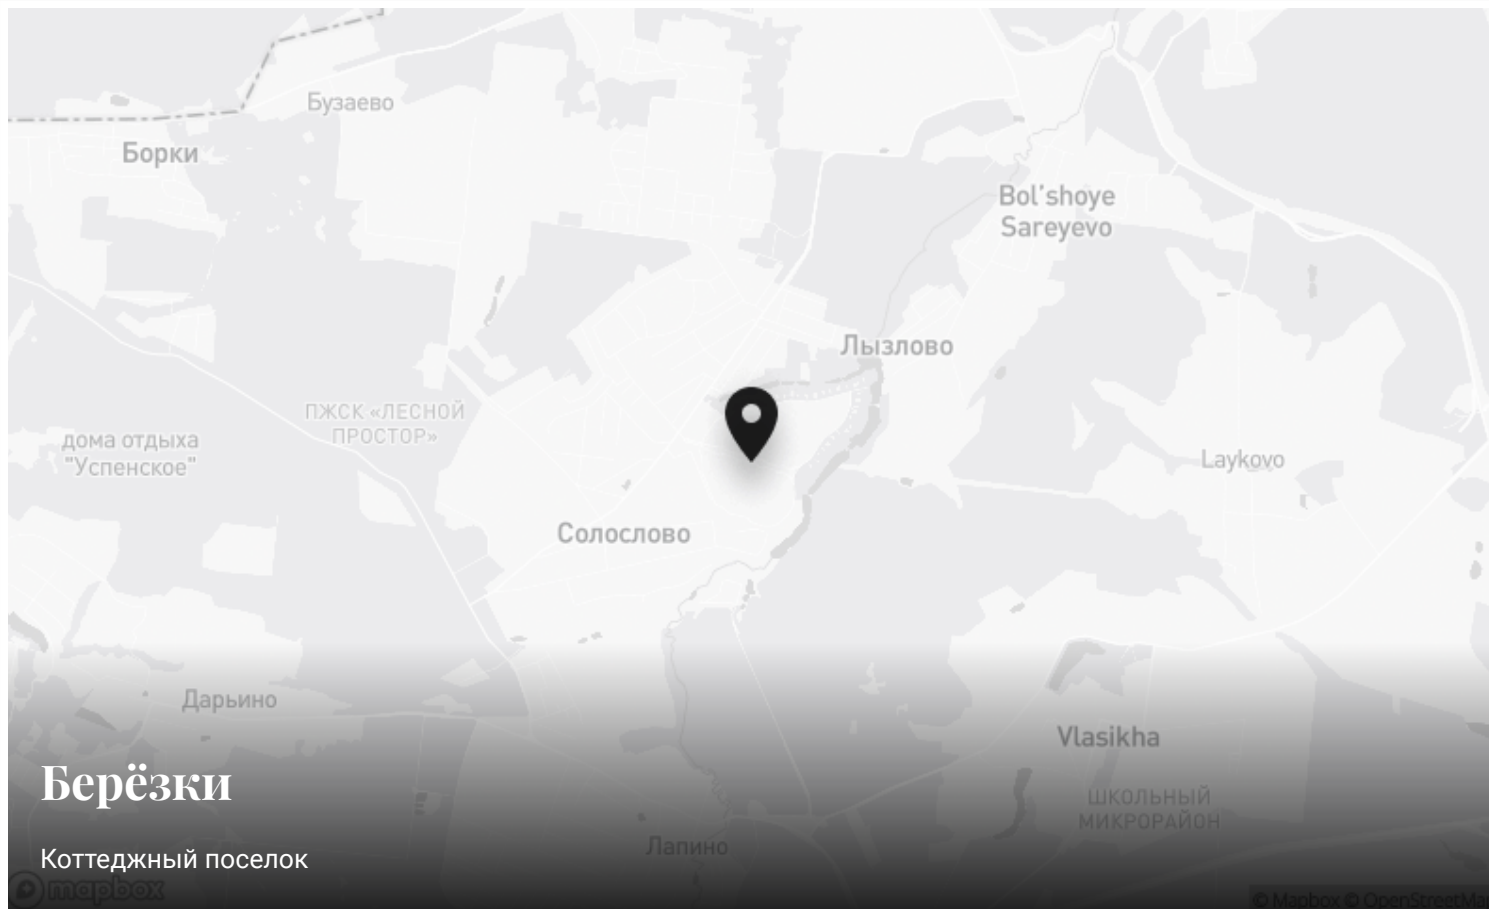 Бузаево
Борки
Bol'shoye
Sareyevo
Лызлово
ПЖСК «ЛЕСНОЙ
ПРОСТОР»
дома отдыха
"Успенское"
Laykovo
Солослово
Дарьино
Vlasikha
Берёзки
ШКОЛЬНЫЙ
МИКРОРАЙОН
Лапино
Коттеджный поселок
mapbox
© Mapbox © OpenStreetMap